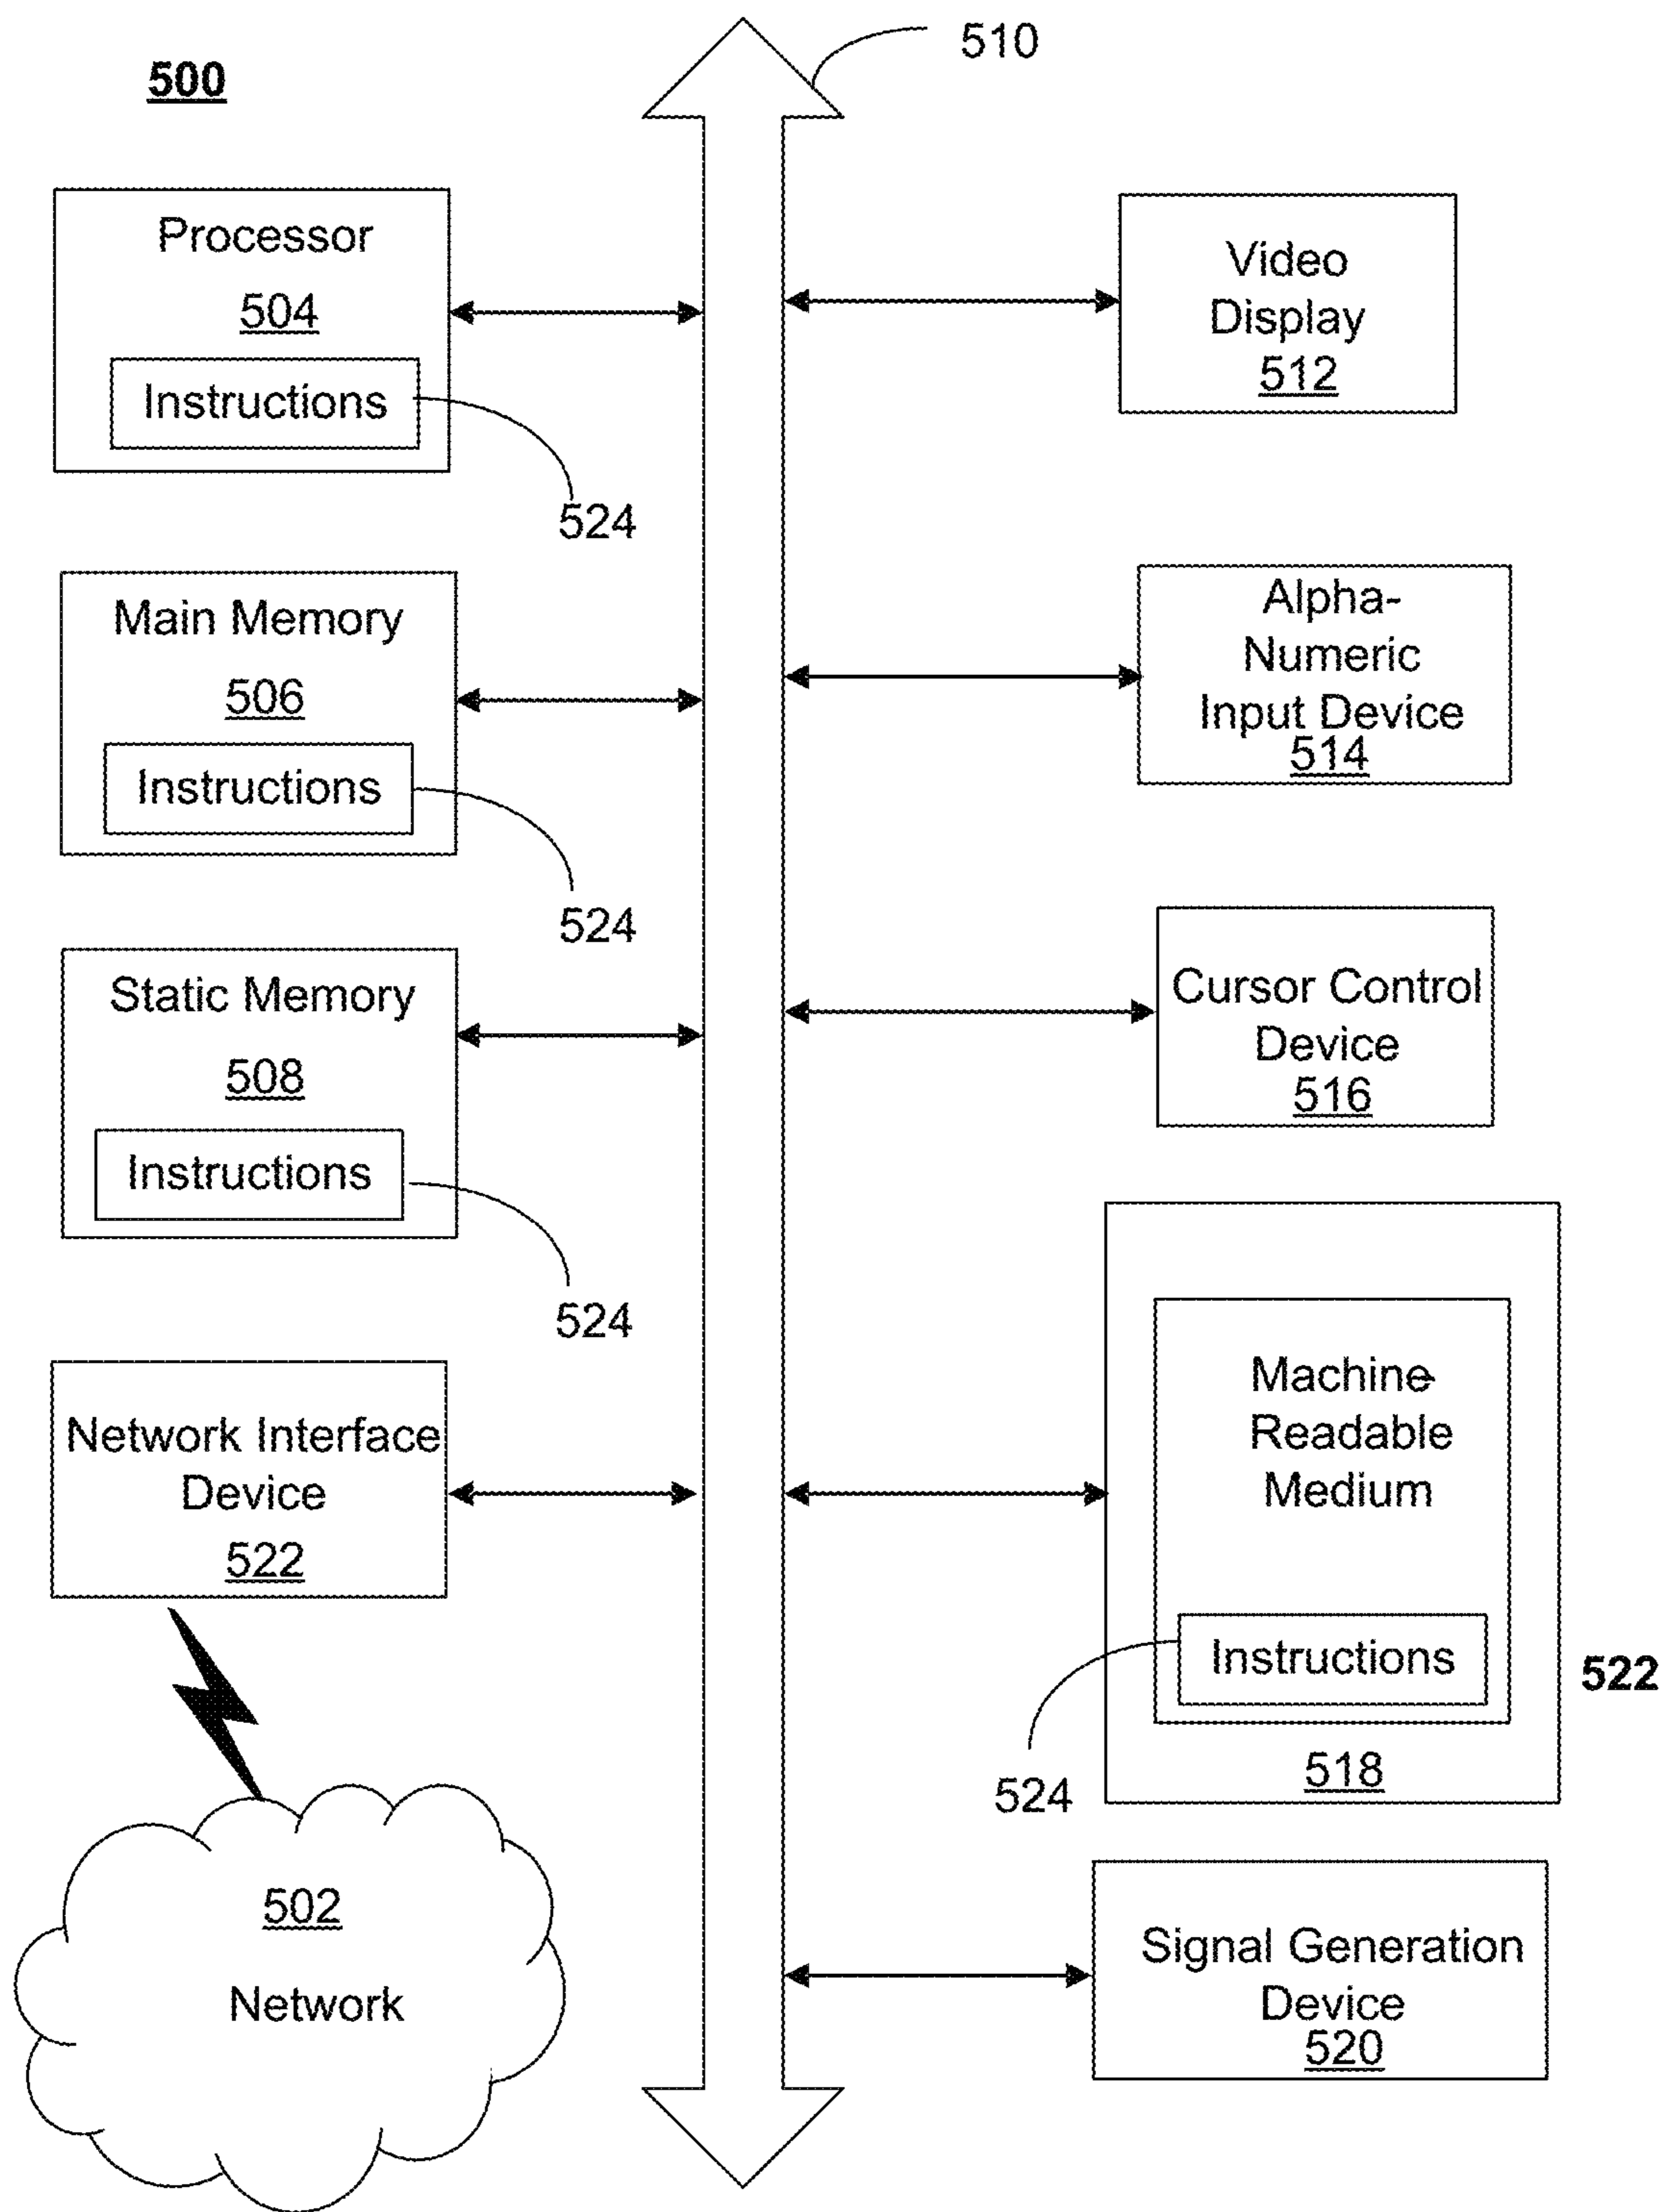 510
500
Processor
504
Instructions
524
Main Memory
506
Instructions
524
Static Memory
508
Instructions
524
Network Interface
Device
522
502
Network
Video
Display
512
Alpha-
Numeric
Input Device
514
Cursor Control
Device
516
Machine-
Readable
Medium
Instructions
522
524
518
Signal Generation
Device
520